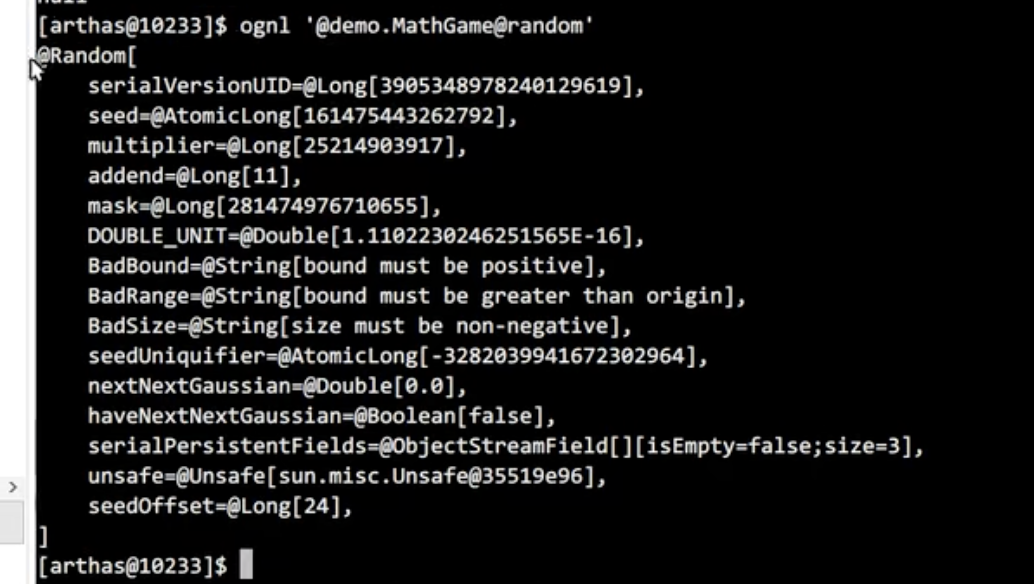 [arthas@10233]$ ognl '@demo.MathGame@random'
@Random[
    serialVersionUID=@Long[3905348978240129619],
    seed=@AtomicLong[161475443262792],
    multiplier=@Long[25214903917],
    addend=@Long[11],
    mask=@Long[281474976710655],
    DOUBLE_UNIT=@Double[1.1102230246251565E-16],
    BadBound=@String[bound must be positive],
    BadRange=@String[bound must be greater than origin],
    BadSize=@String[size must be non-negative],
    seedUniquifier=@AtomicLong[-3282039941672302964],
    nextNextGaussian=@Double[0.0],
    haveNextNextGaussian=@Boolean[false],
    serialPersistentFields=@ObjectStreamField[][isEmpty=false;size=3],
    unsafe=@Unsafe[sun.misc.Unsafe@35519e96],
    seedOffset=@Long[24],
]
[arthas@10233]$